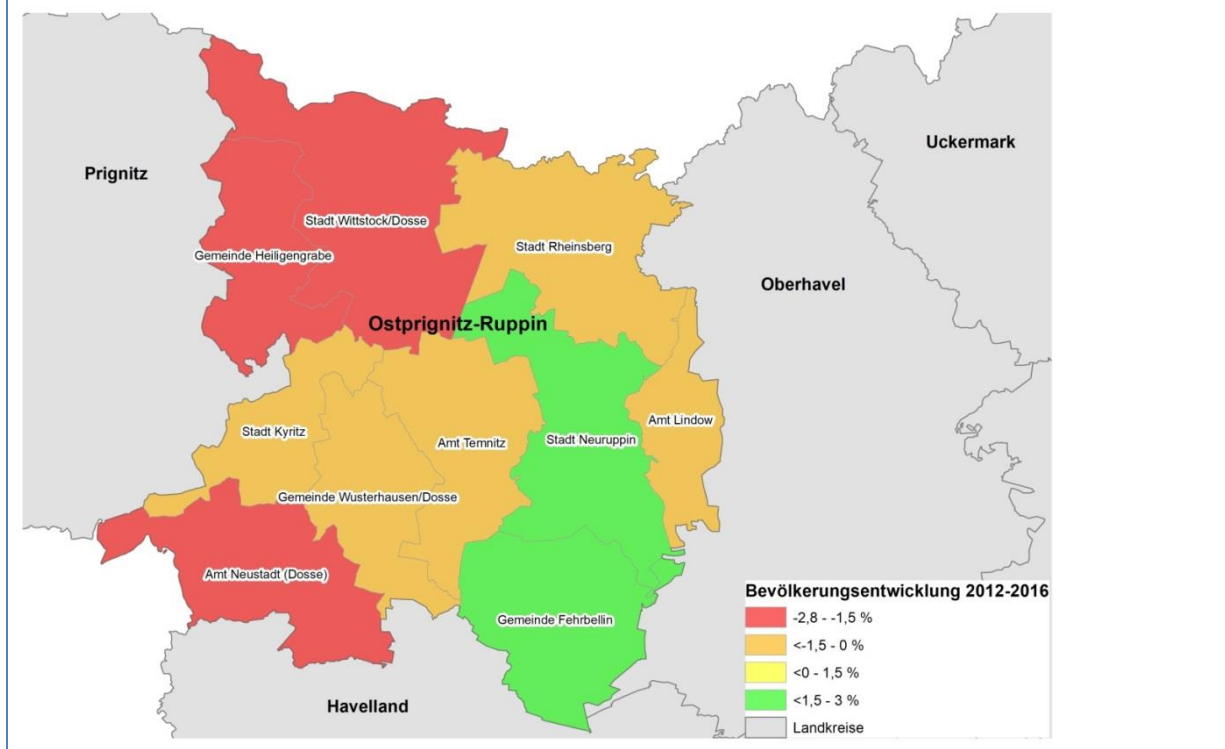 Uckermark
Prignitz
Stadt Wittstock/Dosse
Stadt Rheinsberg
Gemeinde Heiligengrabe
Oberhavel
Ostprignitz-Ruppin
Amt Lindow
Stadt Kyritz
Stadt Neuruppin
Amt Temnitz
Gemeinde Wusterhausen/Dosse
Amt Neustadt (Dosse)
Gemeinde Fehrbellin
Havelland
Bevölkerungsentwicklung 2012-2016
-2,8 - -1,5 %
<-1,5 - 0 %
<0 - 1,5 %
<1,5 - 3 %
Landkreise